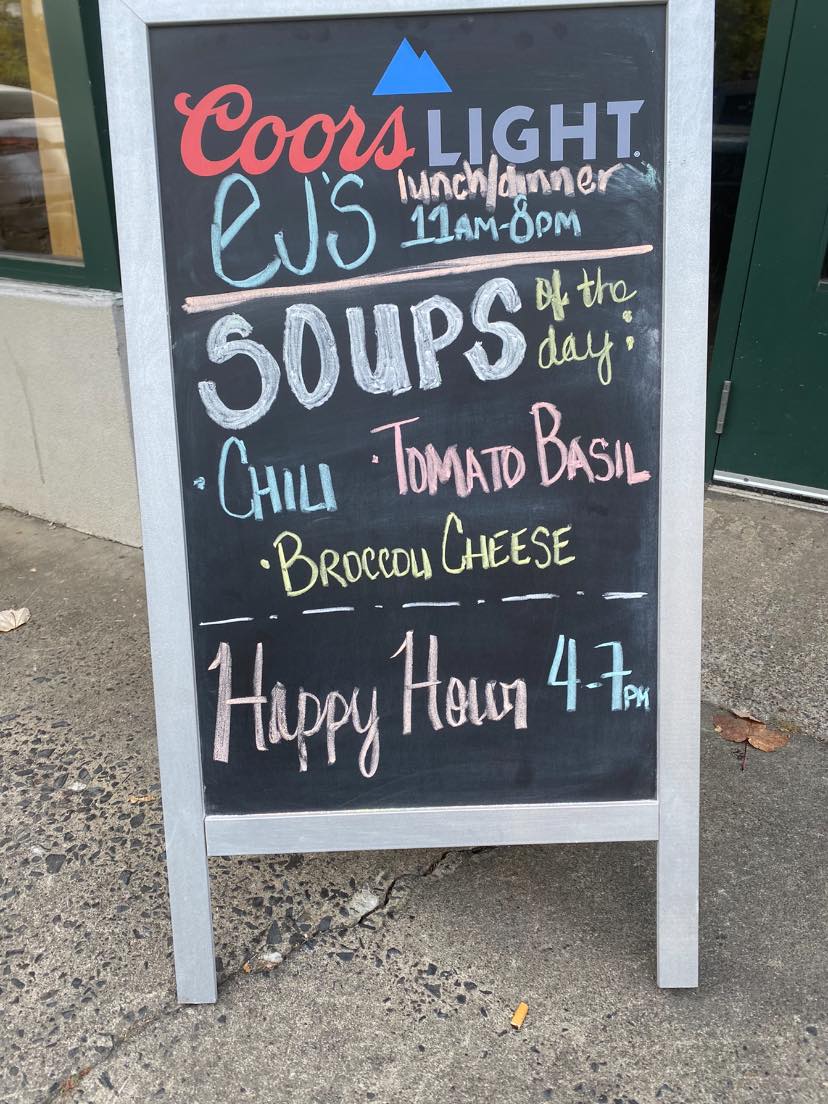 Coors LIGHT
EJ'S lunch/dinner
11AM-8PM
SOUPS of the
day:
• CHILI • TOMATO BASIL
• BROCCOLI CHEESE
Happy Hour 4-7PM